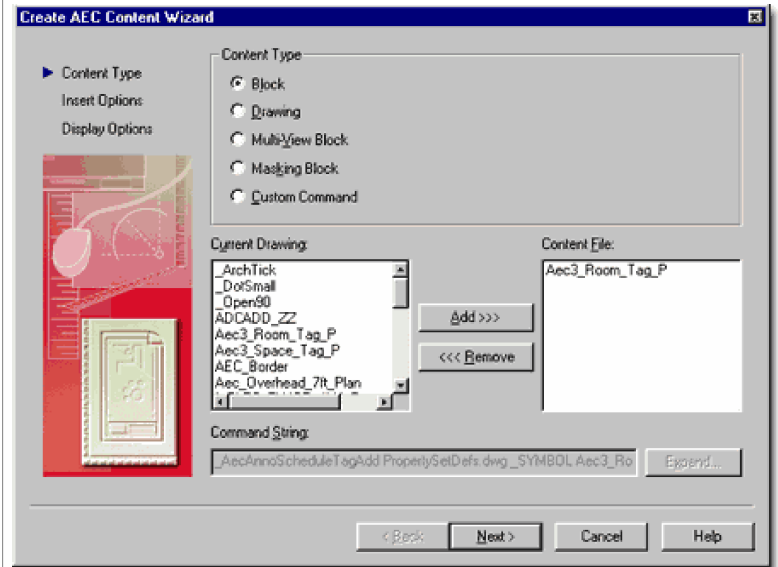 Create AEC Content Wizard
Content Type
Insert Options
Display Options
Content Type
Block
Drawing
Multi-View Block
Masking Block
Custom Command
Current Drawing:
_ArchTick
_DotSmall
_Open90
ADCADD_ZZ
Aec3_Room_Tag_P
Aec3_Space_Tag_P
AEC_Border
Aec_Overhead_7ft_Plan
Add >>>
<<< Remove
Content File:
Aec3_Room_Tag_P
Command String:
_AecAnnoScheduleTagAdd PropertySetDefs.dwg _SYMBOL Aec3_Ro
Expand...
< Back
Next >
Cancel
Help